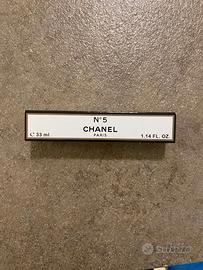 N°5
CHANEL
PARIS
℮ 33 ml 1.14 FL. OZ.
Subito